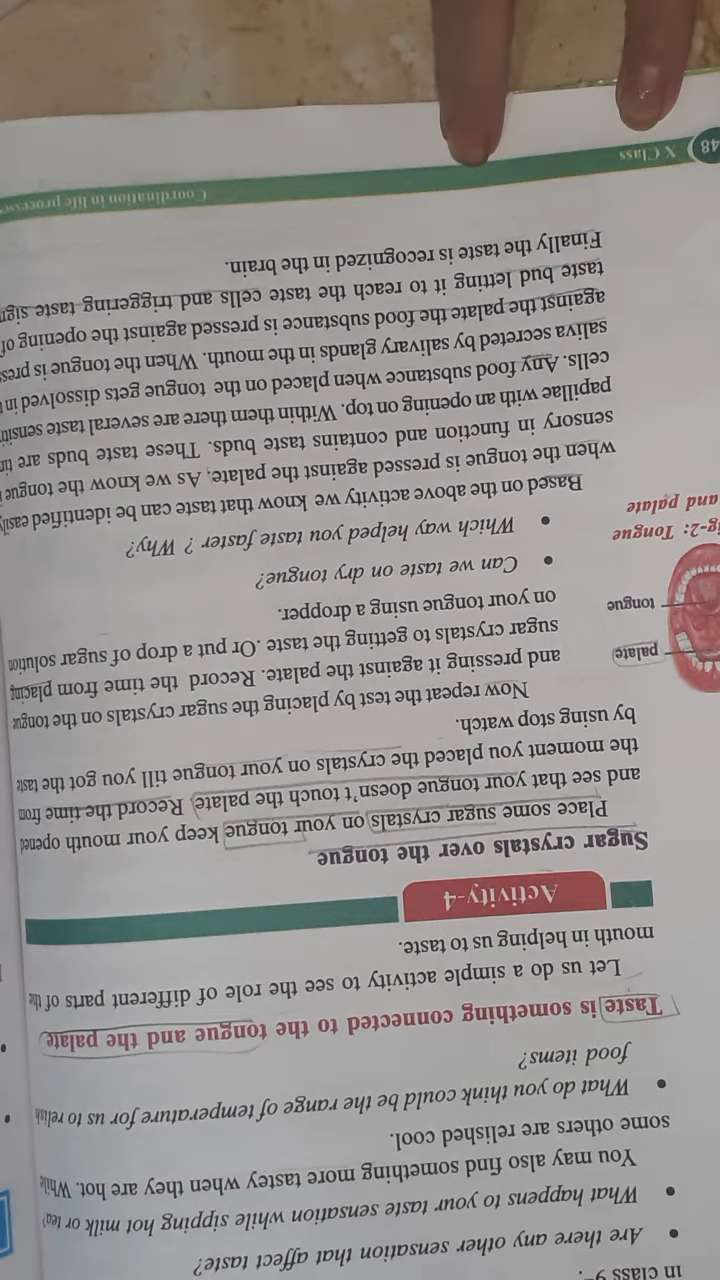 in class 9
• Are there any other sensation that affect taste?
• What happens to your taste sensation while sipping hot milk or tea?
You may also find something more tastey when they are hot. While
some others are relished cool.
• What do you think could be the range of temperature for us to relish
food items?
Taste is something connected to the tongue and the palate
Let us do a simple activity to see the role of different parts of the
mouth in helping us to taste.
Activity-4
Sugar crystals over the tongue
Place some sugar crystals on your tongue keep your mouth opened
and see that your tongue doesn't touch the palate. Record the time from
the moment you placed the crystals on your tongue till you got the taste
by using stop watch.
Now repeat the test by placing the sugar crystals on the tongue
and pressing it against the palate. Record the time from placing
sugar crystals to getting the taste .Or put a drop of sugar solution
on your tongue using a dropper.
• Can we taste on dry tongue?
• Which way helped you taste faster ? Why?
palate
tongue
ig-2: Tongue
and palate
Based on the above activity we know that taste can be identified easily
when the tongue is pressed against the palate. As we know the tongue
sensory in function and contains taste buds. These taste buds are
papillae with an opening on top. Within them there are several taste
cells. Any food substance when placed on the tongue gets dissolved in
saliva secreted by salivary glands in the mouth. When the tongue is
against the palate the food substance is pressed against the opening of
taste bud letting it to reach the taste cells and triggering taste
Finally the taste is recognized in the brain.
48 X Class
Coordination in life processes